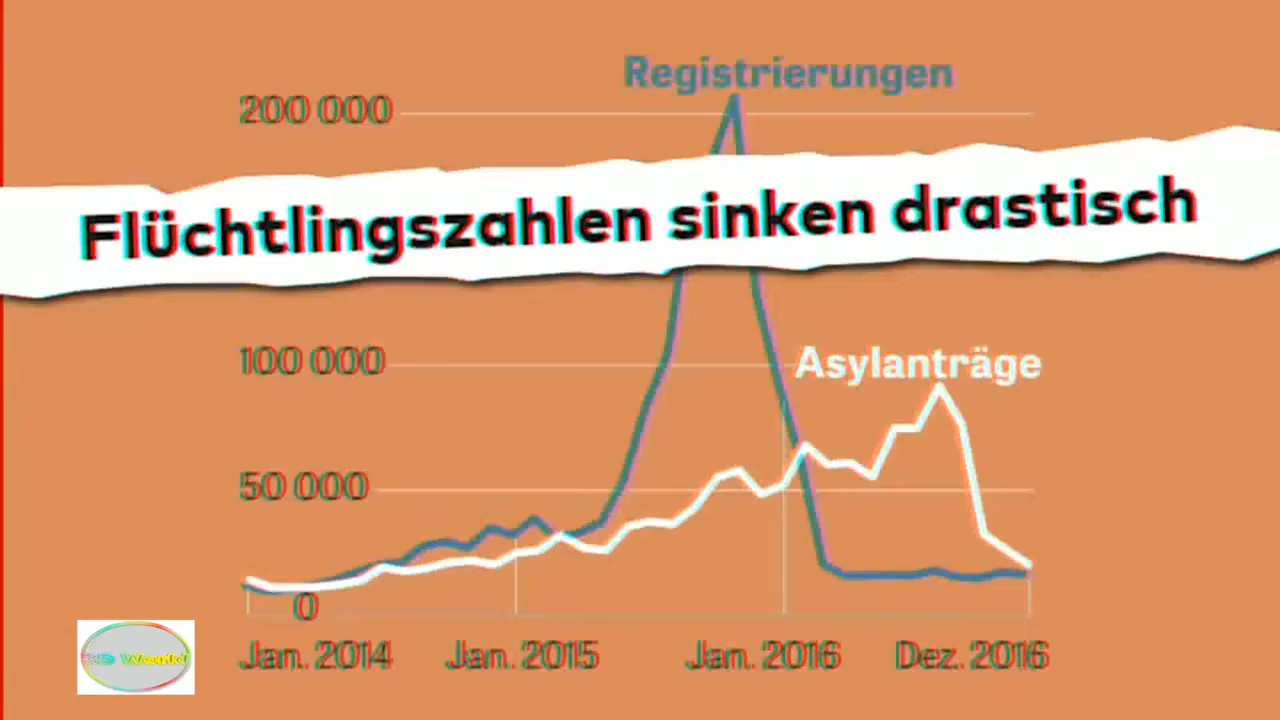 Registrierungen
200 000
Flüchtlingszahlen sinken drastisch
100 000
Asylanträge
50 000
0
Jan. 2014 Jan. 2015 Jan. 2016 Dez. 2016